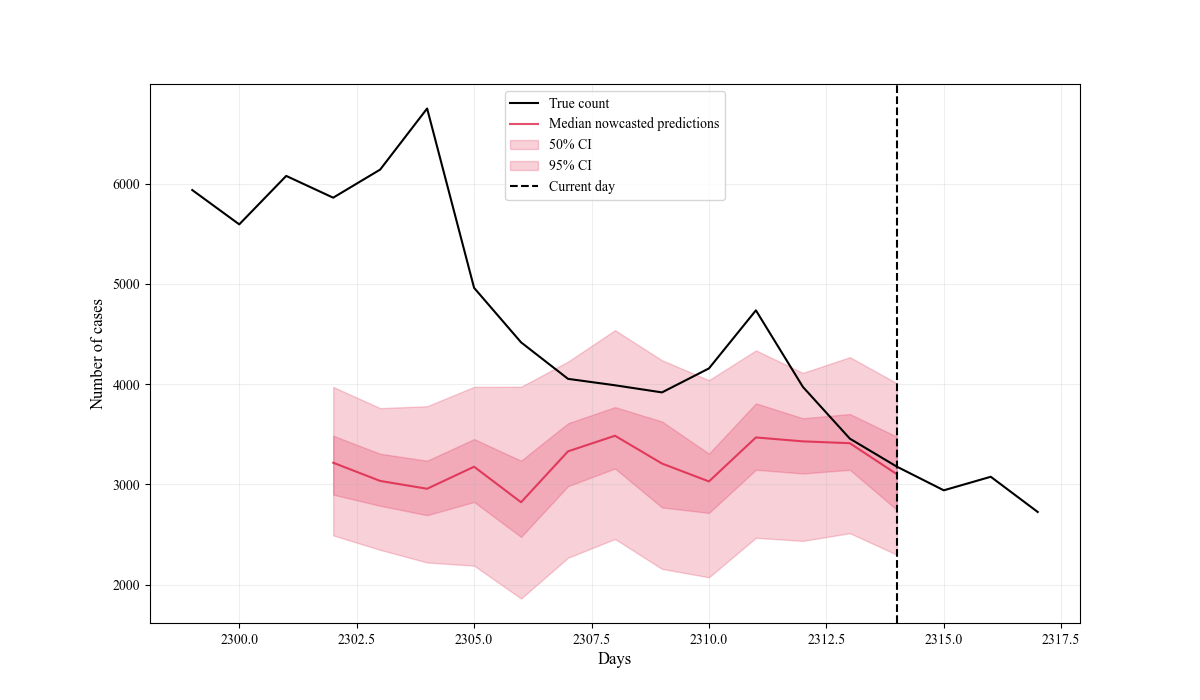 True count
Median nowcasted predictions
50% CI
95% CI
Current day
6000
5000
4000
3000
2000
Number of cases
2300.0 2302.5 2305.0 2307.5 2310.0 2312.5 2315.0 2317.5
Days